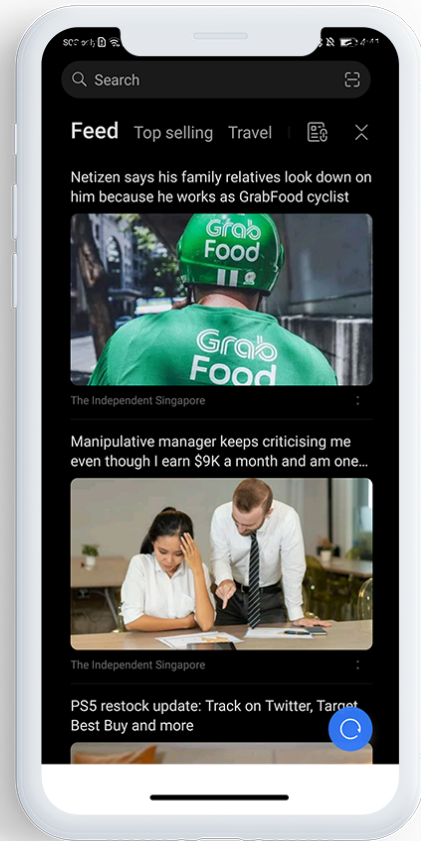 Search
Feed Top selling Travel
Netizen says his family relatives look down on
him because he works as GrabFood cyclist
Grab
Food
Grab
Food
The Independent Singapore
Manipulative manager keeps criticising me
even though I earn $9K a month and am one...
The Independent Singapore
PS5 restock update: Track on Twitter, Target,
Best Buy and more